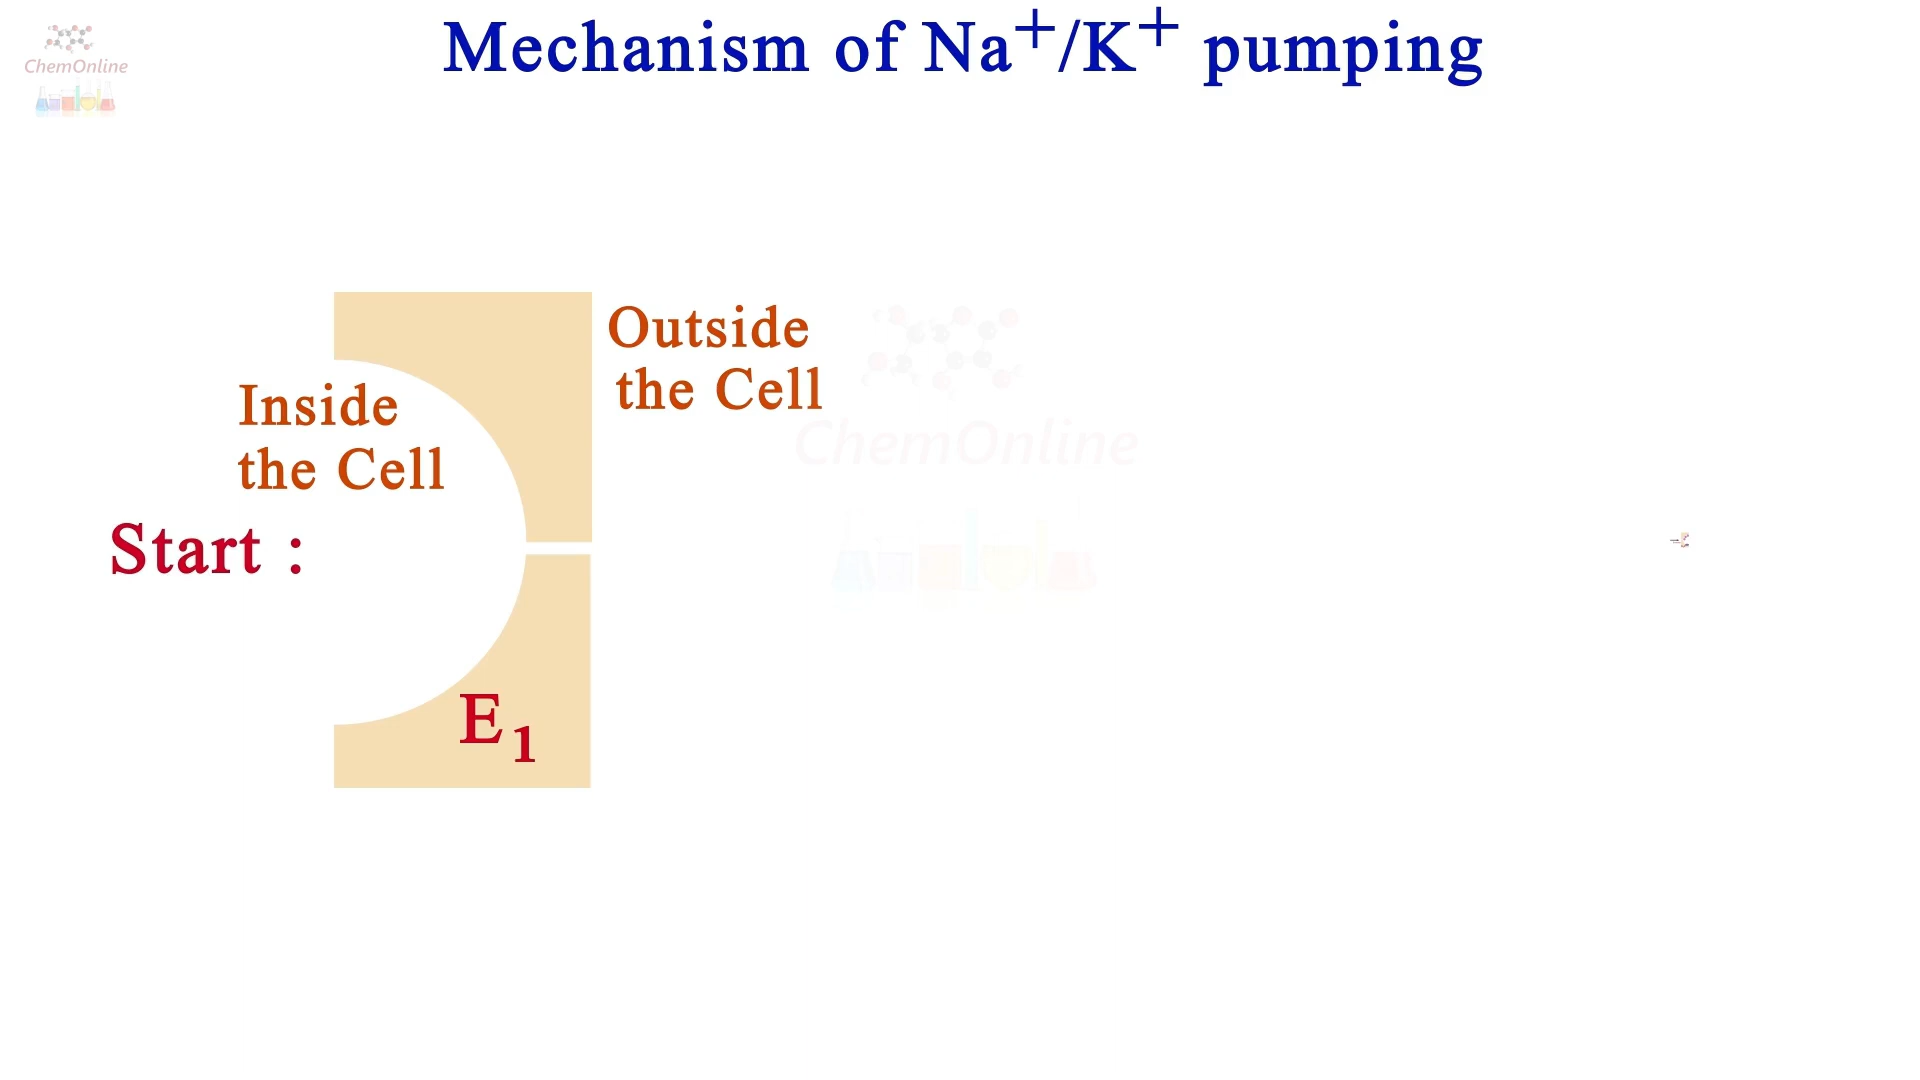 Mechanism of Na⁺/K⁺ pumping
ChemOnline
Outside
the Cell
Inside
the Cell
ChemOnline
Start :
E₁